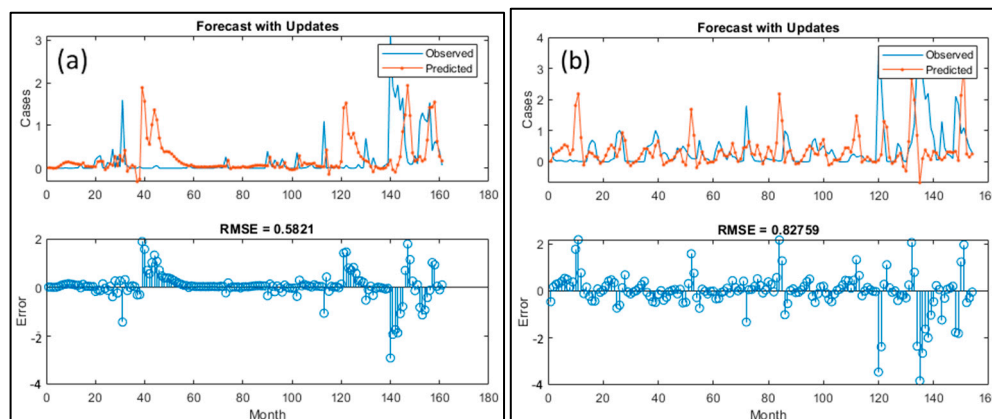 Forecast with Updates
(a)
Observed
Predicted
Cases
3
2
1
0
0 20 40 60 80 100 120 140 160 180
RMSE = 0.5821
Error
2
0
-2
-4
0 20 40 60 80 100 120 140 160 180
Month
Forecast with Updates
(b)
Observed
Predicted
Cases
4
3
2
1
0
0 20 40 60 80 100 120 140 160
RMSE = 0.82759
Error
2
0
-2
-4
0 20 40 60 80 100 120 140 16
Month